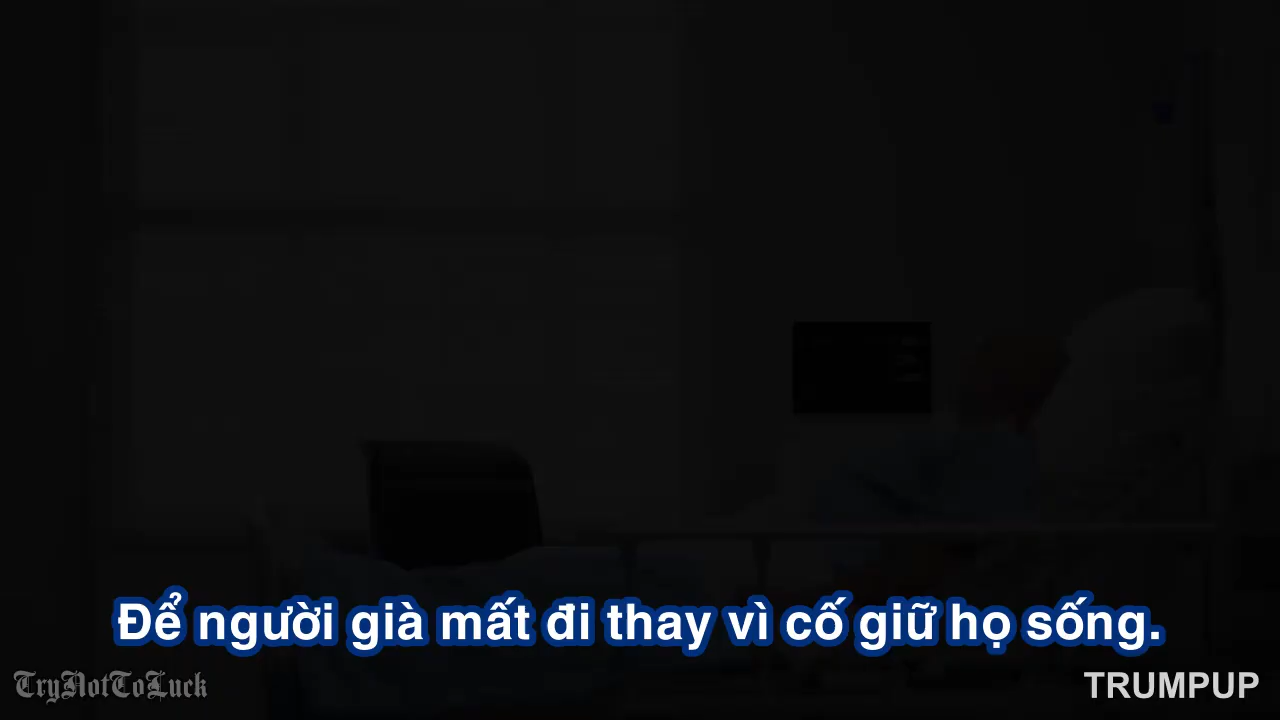 Để người già mất đi thay vì cố giữ họ sống.
TryNotToLuck
TRUMPUP